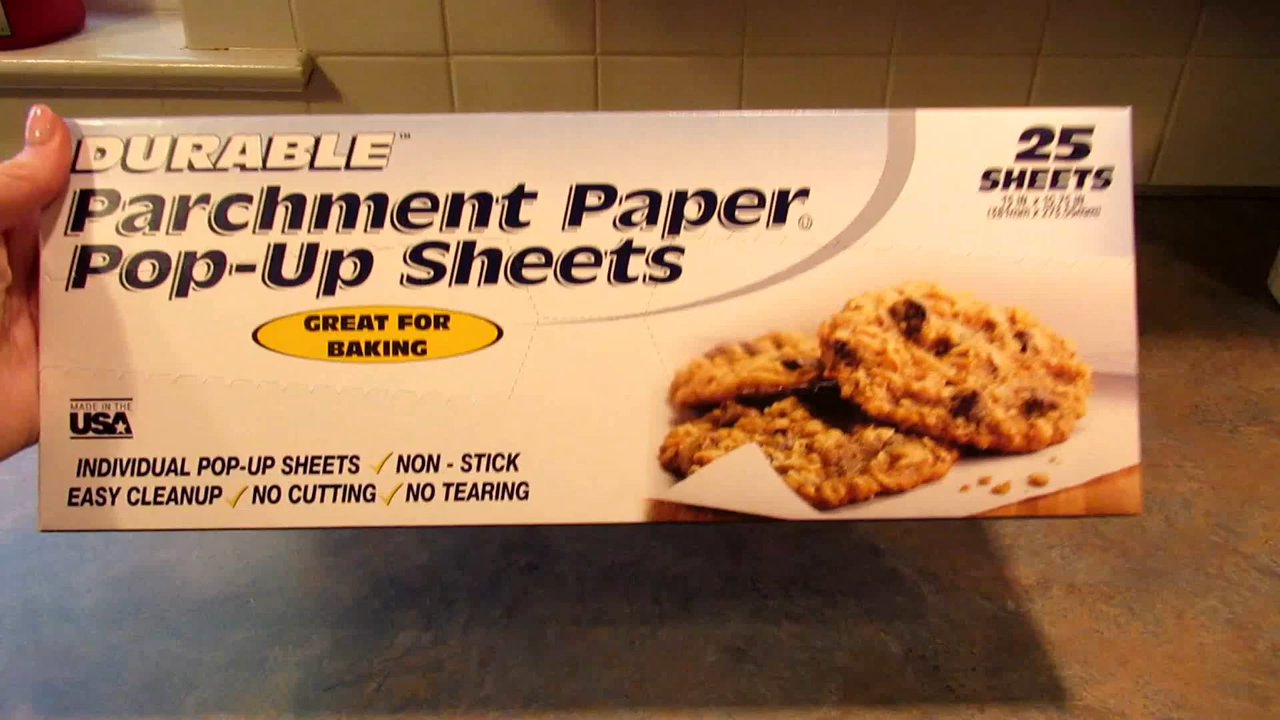 DURABLE™
Parchment Paper
Pop-Up Sheets
25
SHEETS
GREAT FOR
BAKING
MADE IN THE
USA
INDIVIDUAL POP-UP SHEETS ✓ NON - STICK
EASY CLEANUP ✓ NO CUTTING ✓ NO TEARING